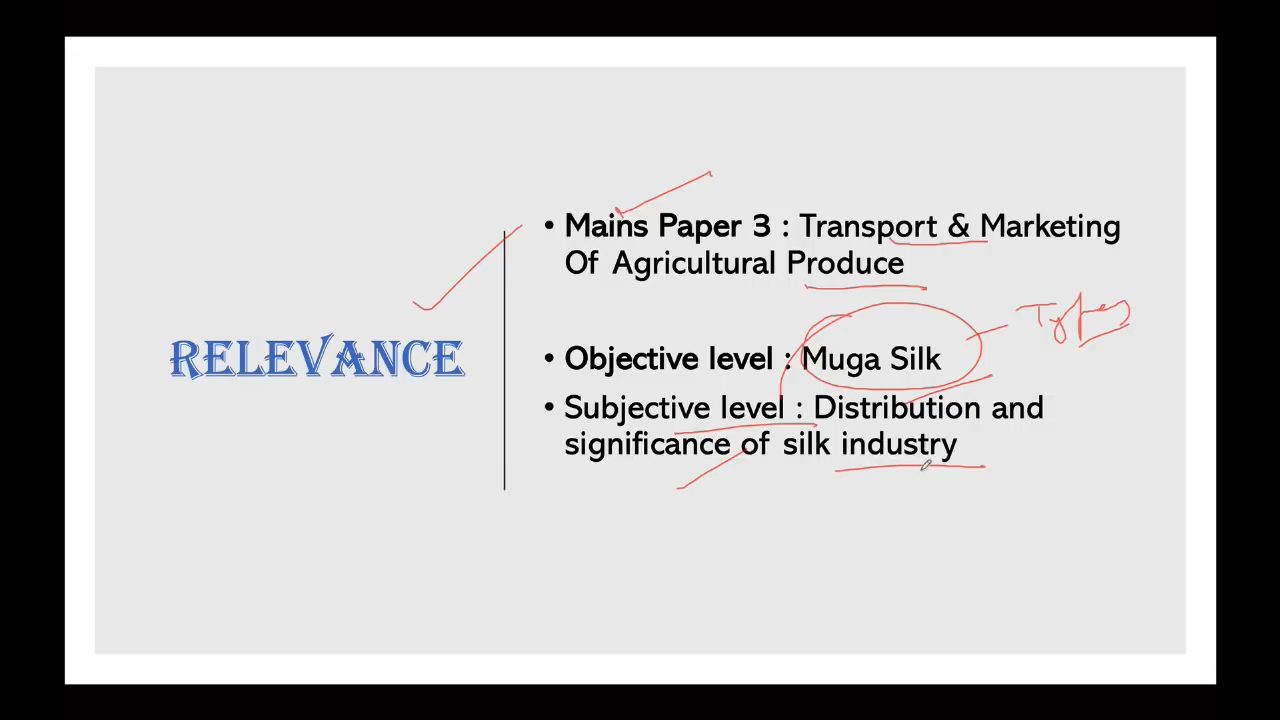 RELEVANCE
• Mains Paper 3 : Transport & Marketing
Of Agricultural Produce
• Objective level : Muga Silk
Types
• Subjective level : Distribution and
significance of silk industry